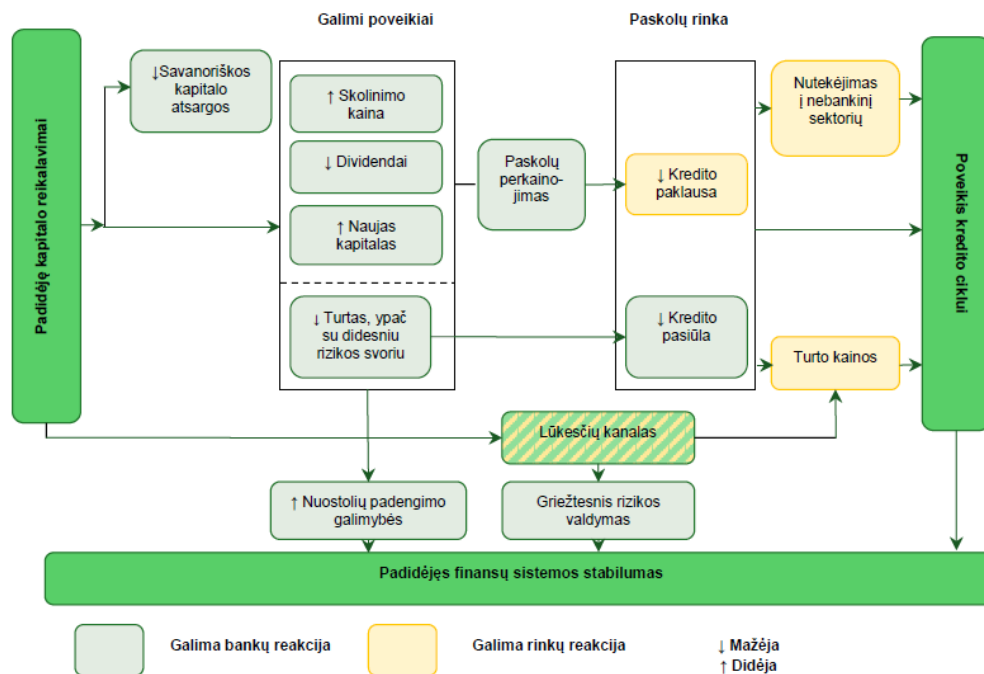 Galimi poveikiai
Paskolų rinka
Padidėję kapitalo reikalavimai
↓Savanoriškos
kapitalo
atsargos
↑ Skolinimo
kaina
↓ Dividendai
↑ Naujas
kapitalas
↓ Turtas, ypač
su didesniu
rizikos svoriu
Paskolų
perkaino-
jimas
↓ Kredito
paklausa
↓ Kredito
pasiūla
Nutekėjimas
į nebankinį
sektorių
Turto kainos
Poveikis kredito ciklui
Lūkesčių kanalas
↑ Nuostolių padengimo
galimybės
Griežtesnis rizikos
valdymas
Padidėjęs finansų sistemos stabilumas
Galima bankų reakcija
Galima rinkų reakcija
↓ Mažėja
↑ Didėja